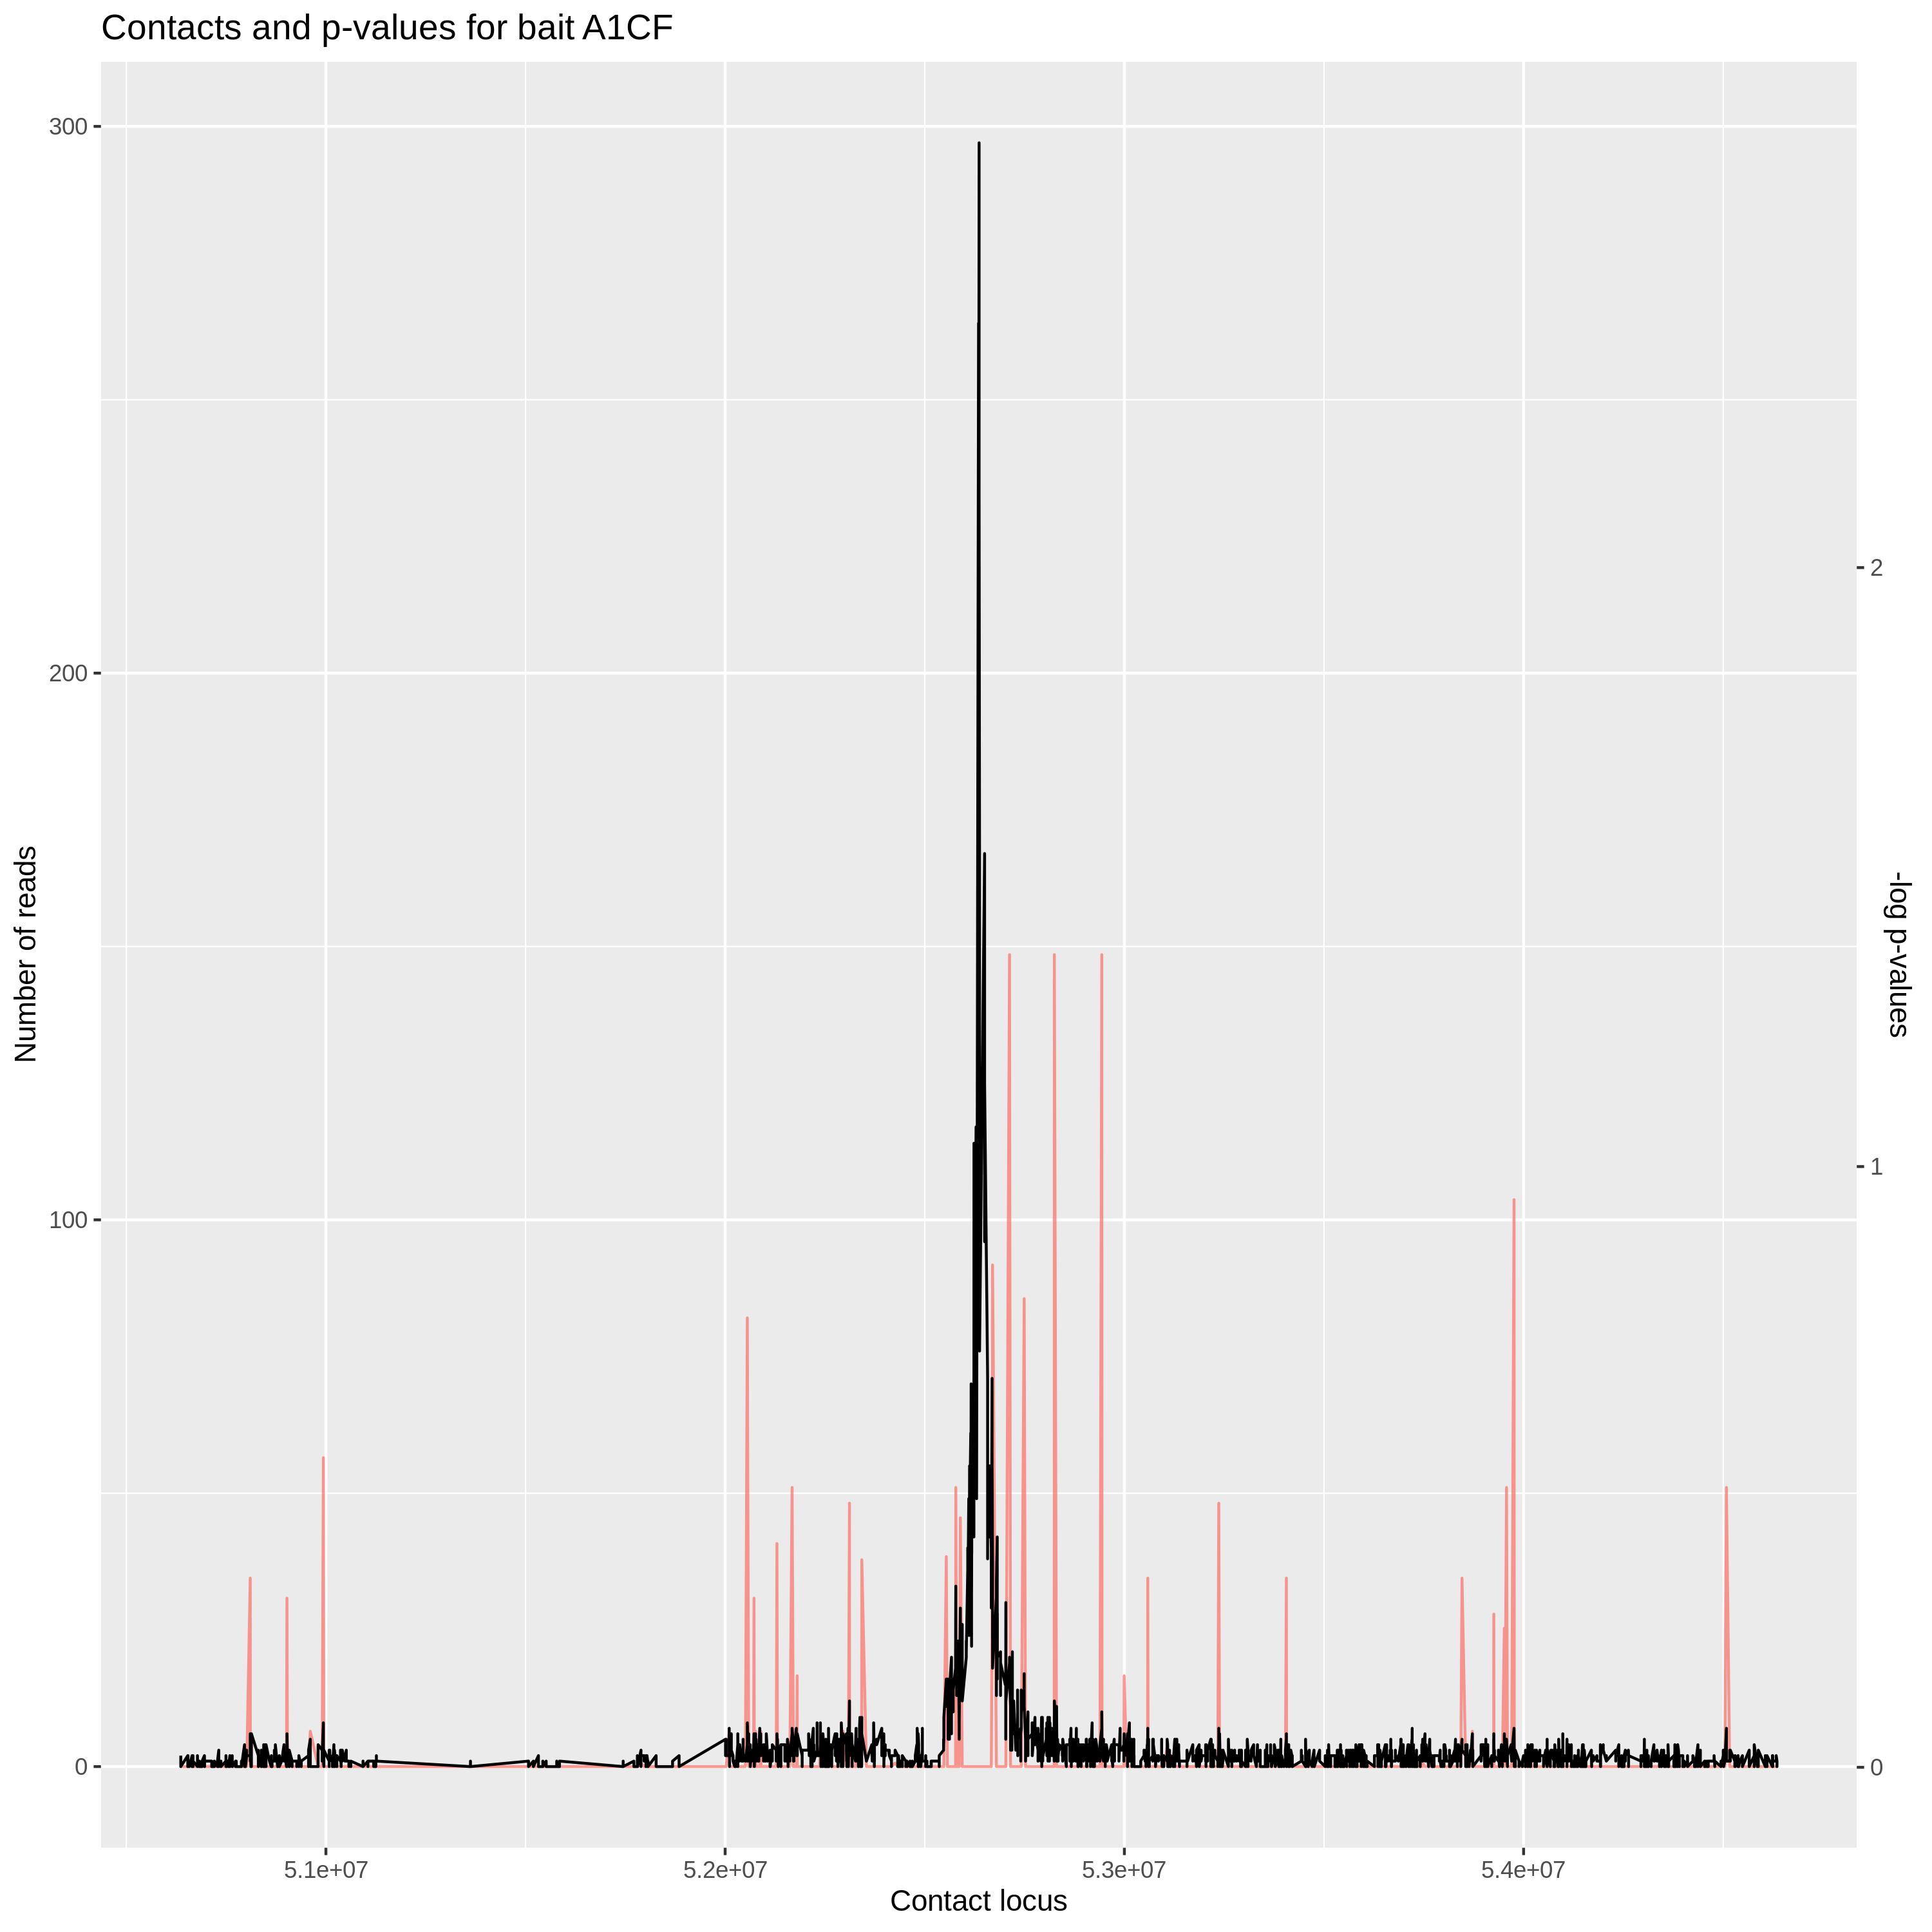 Contacts and p-values for bait A1CF
300
200
100
0
Number of reads
2
1
0
-log p-values
5.1e+07
5.2e+07
5.3e+07
5.4e+07
Contact locus